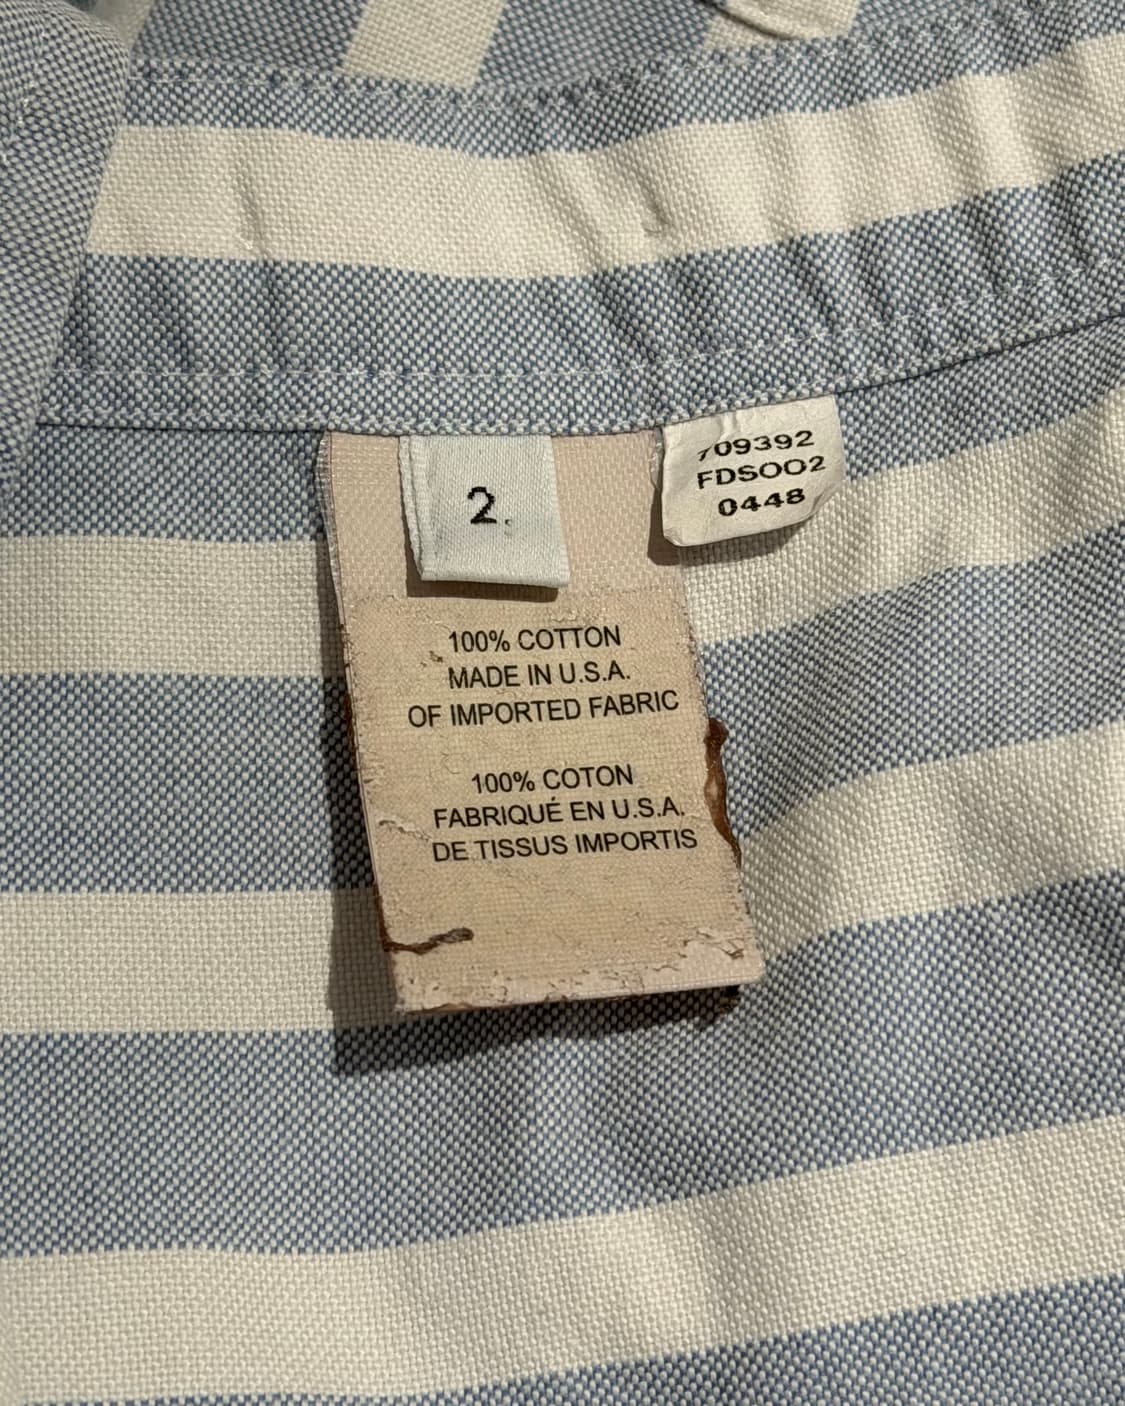 2.
709392
FDSOO2
0448
100% COTTON
MADE IN U.S.A.
OF IMPORTED FABRIC
100% COTON
FABRIQUÉ EN U.S.A.
DE TISSUS IMPORTIS